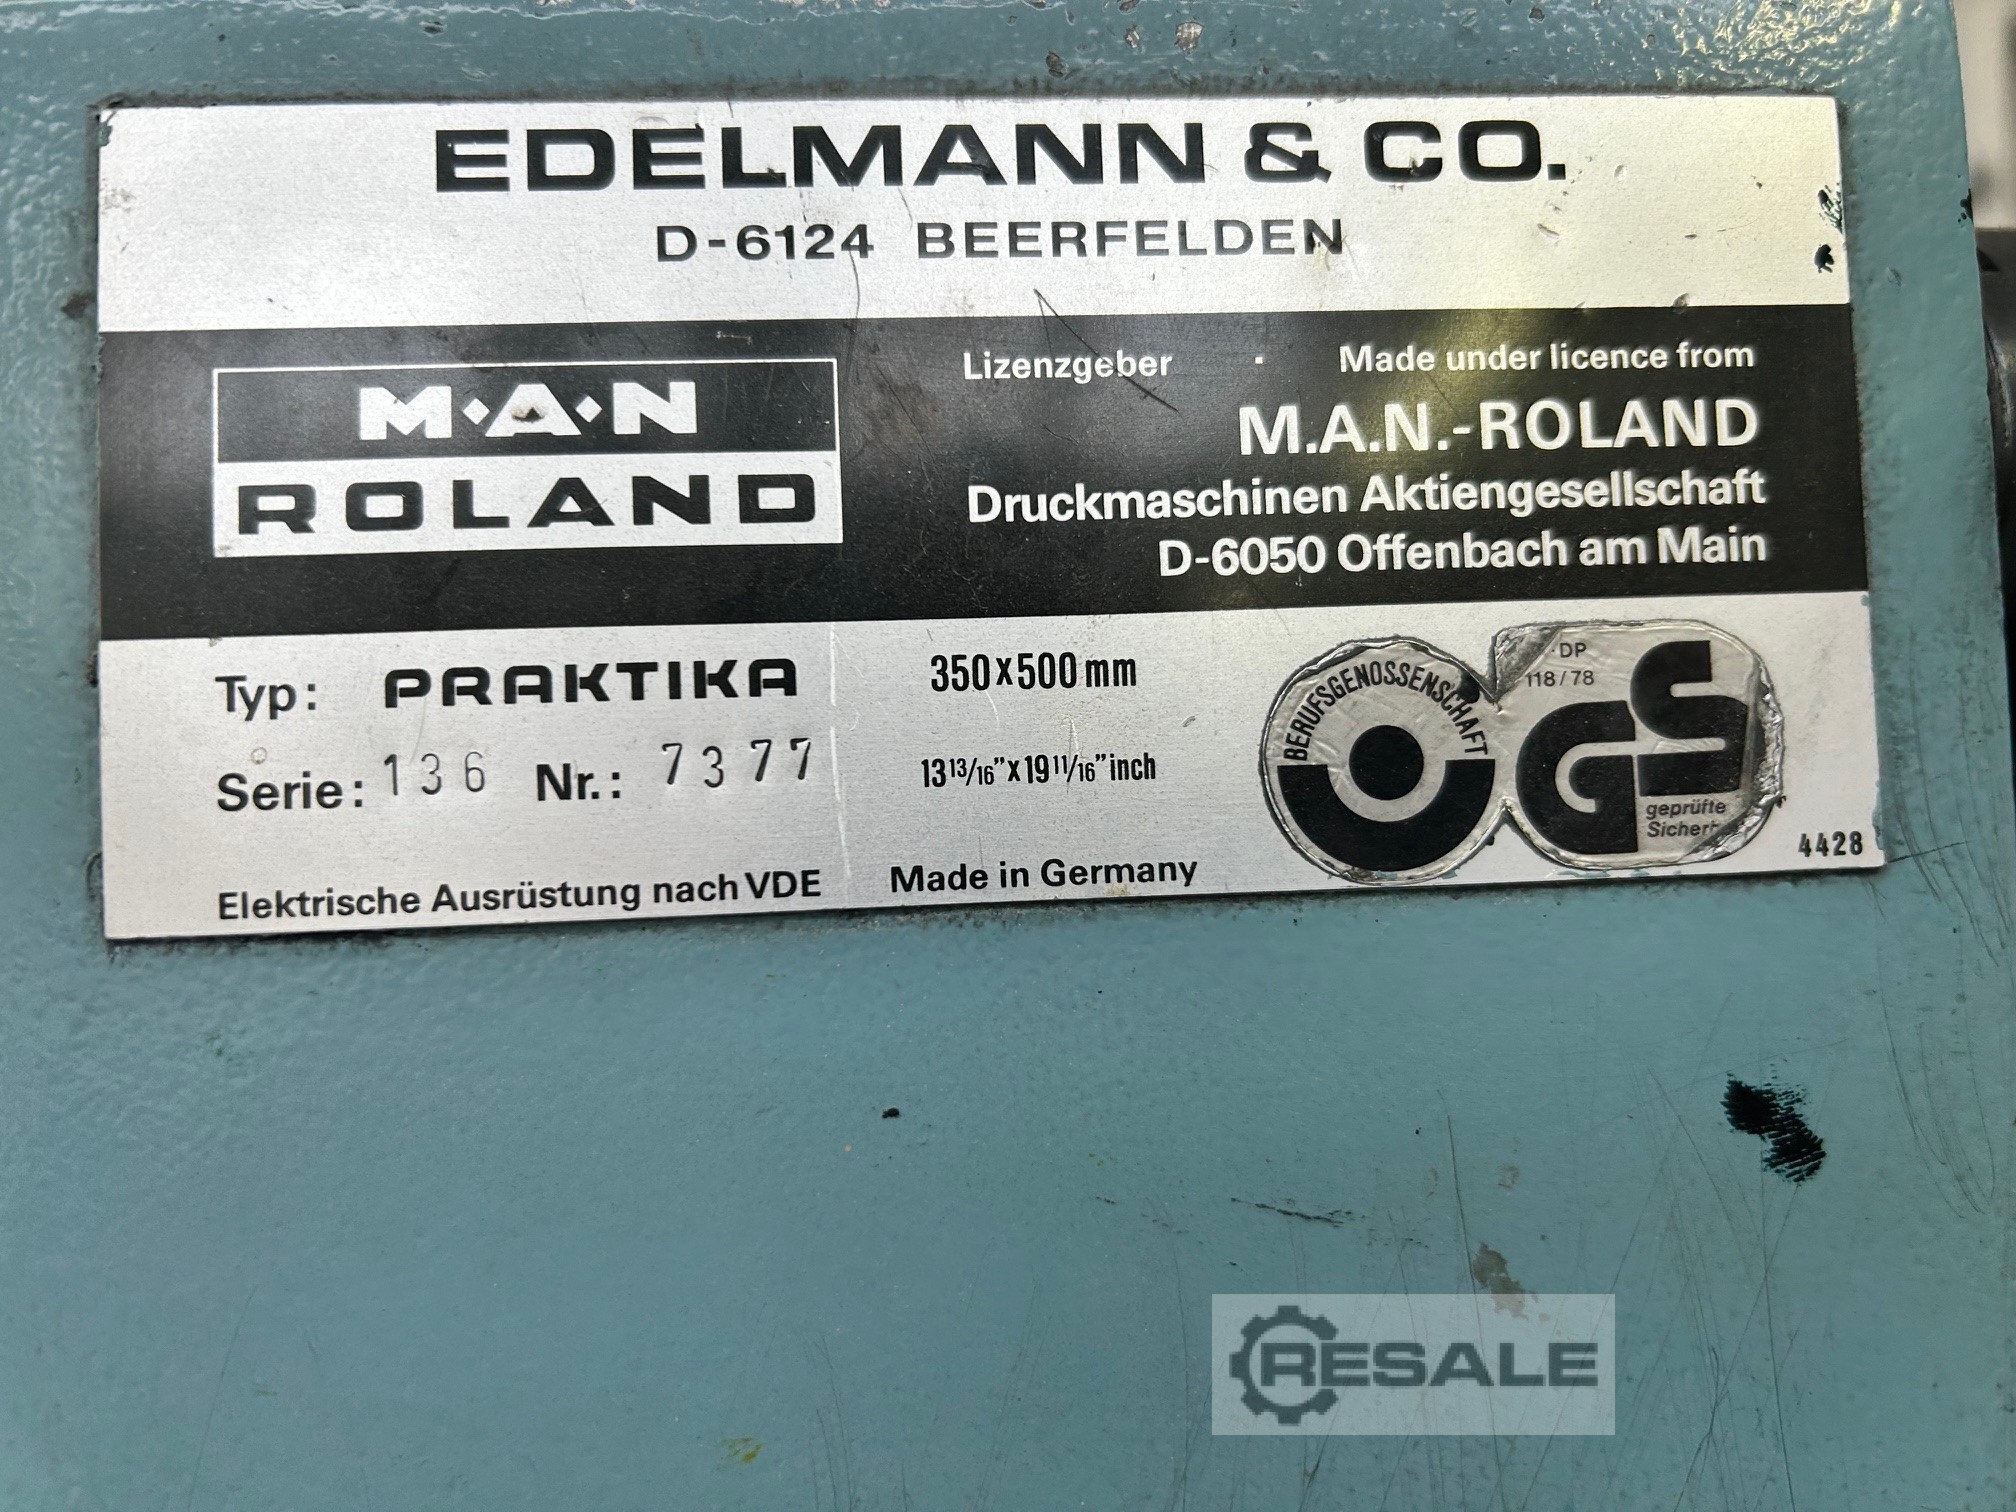 EDELMANN & CO.
D-6124 BEERFELDEN
M·A·N
ROLAND
Lizenzgeber · Made under licence from
M.A.N.-ROLAND
Druckmaschinen Aktiengesellschaft
D-6050 Offenbach am Main
Typ: PRAKTIKA 350x500 mm
Serie: 136 Nr.: 7377 13 13/16" x 19 11/16" inch
Elektrische Ausrüstung nach VDE Made in Germany
BERUFSGENOSSENSCHAFT
DP
118/78
GS
geprüfte
4428
RESALE